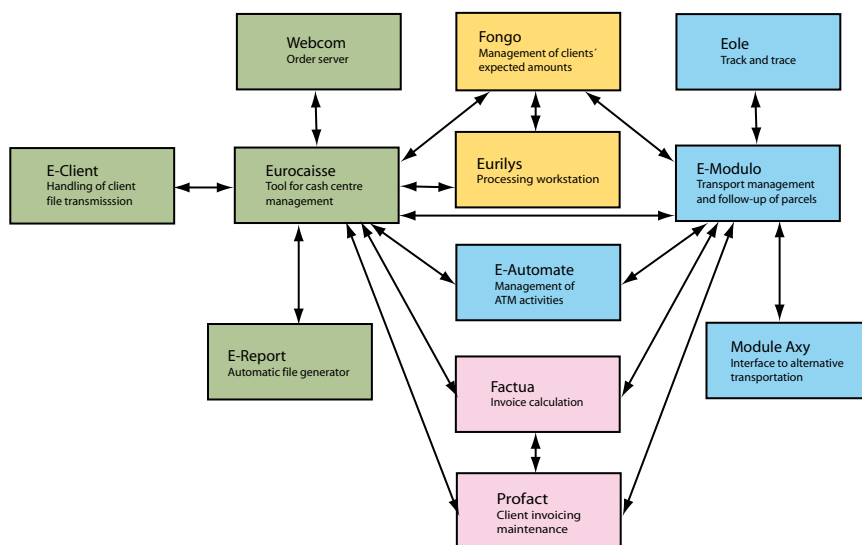 Webcom
Order server
Fongo
Management of clients´
expected amounts
Eole
Track and trace
E-Client
Handling of client
file transmisssion
Eurocaisse
Tool for cash centre
management
Eurilys
Processing workstation
E-Modulo
Transport management
and follow-up of parcels
E-Automate
Management of
ATM activities
E-Report
Automatic file generator
Module Axy
Interface to alternative
transportation
Factua
Invoice calculation
Profact
Client invoicing
maintenance